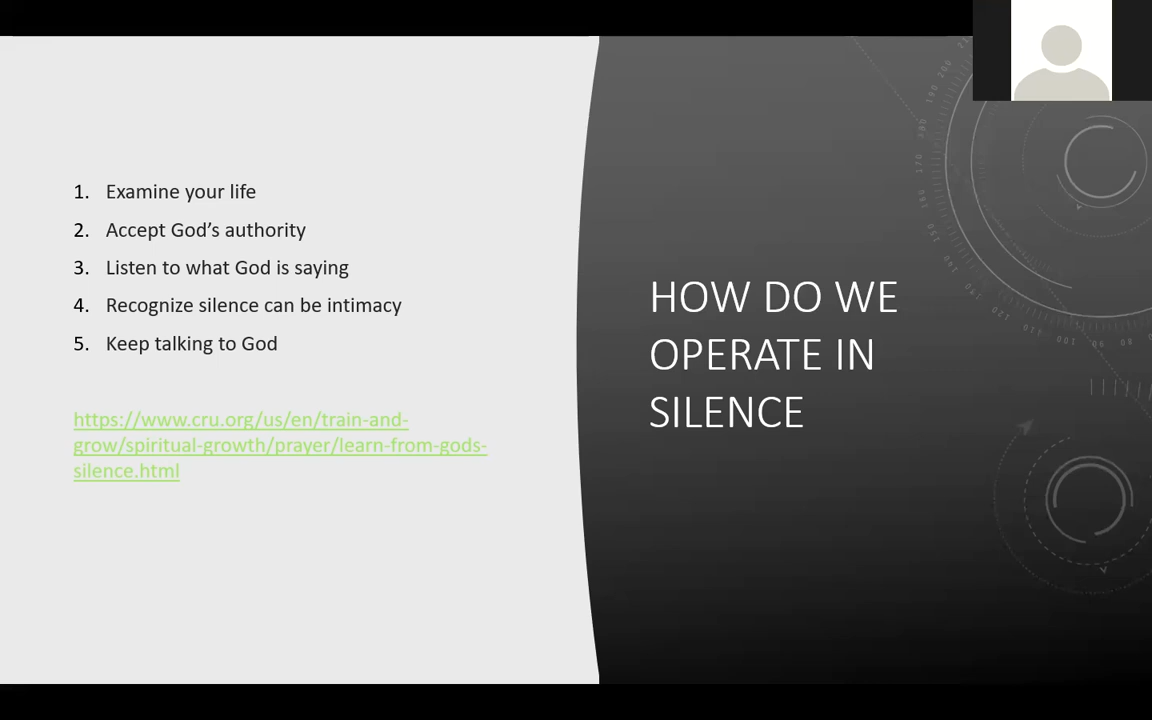 1. Examine your life
2. Accept God’s authority
3. Listen to what God is saying
4. Recognize silence can be intimacy
5. Keep talking to God
https://www.cru.org/us/en/train-and-
grow/spiritual-growth/prayer/learn-from-gods-
silence.html
HOW DO WE
OPERATE IN
SILENCE